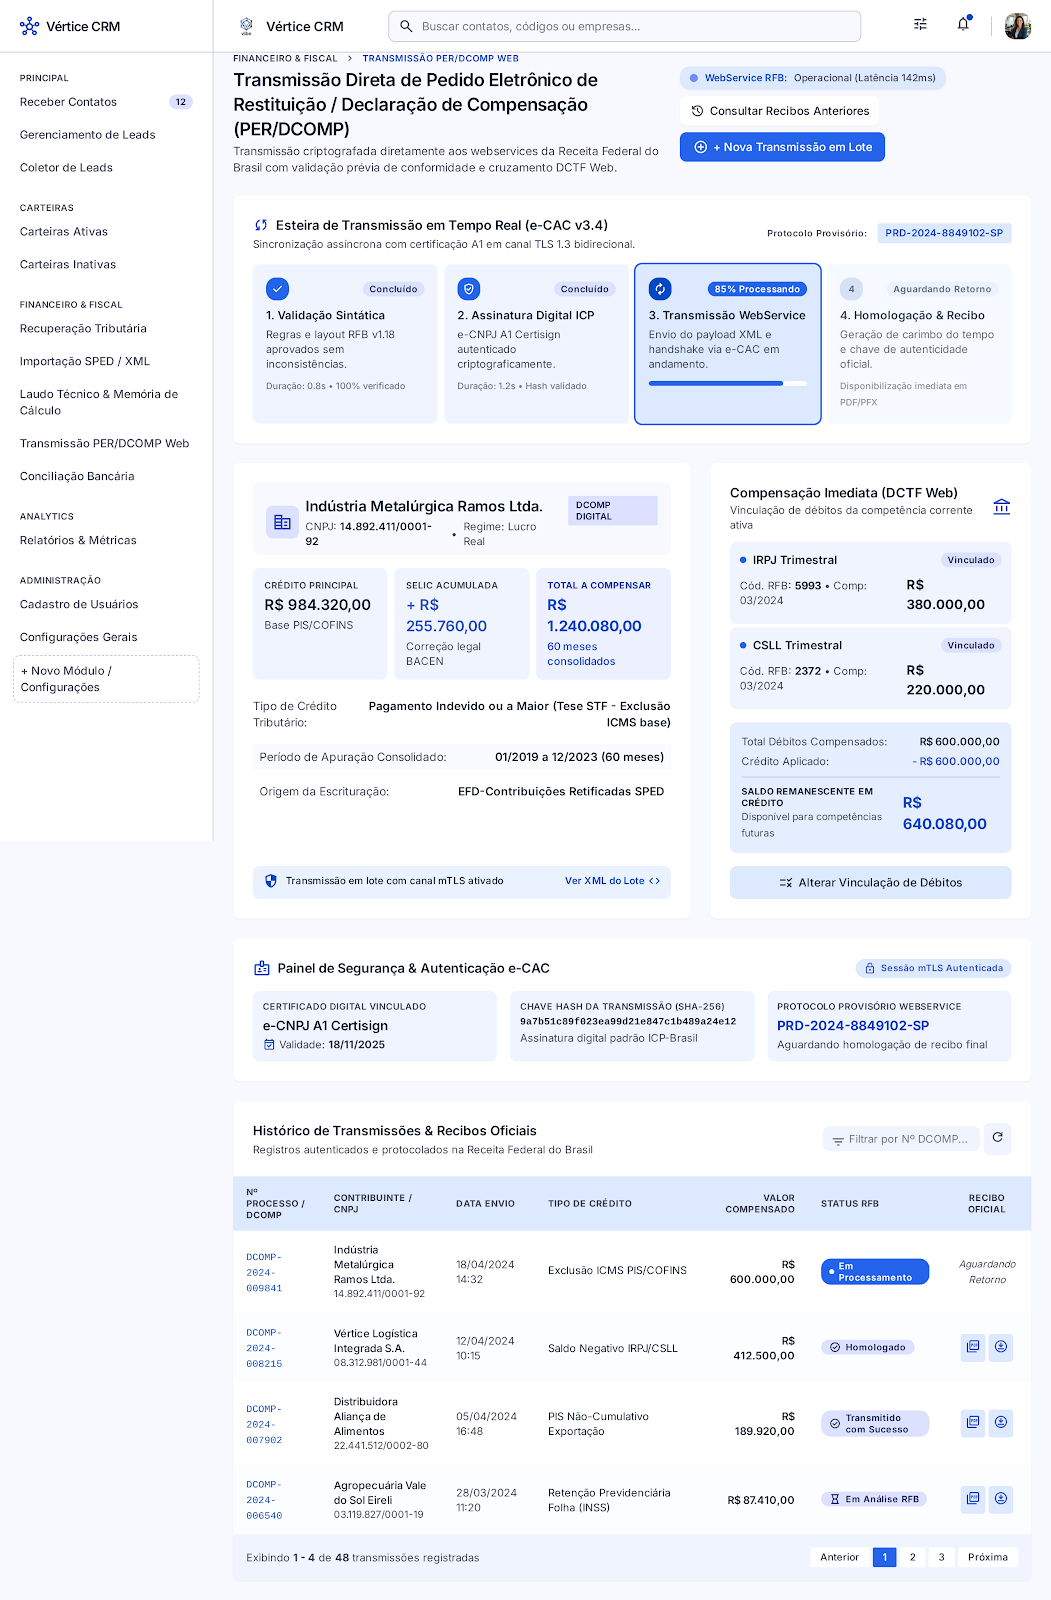 Vértice CRM
PRINCIPAL
Receber Contatos 12
Gerenciamento de Leads
Coletor de Leads
CARTEIRAS
Carteiras Ativas
Carteiras Inativas
FINANCEIRO & FISCAL
Recuperação Tributária
Importação SPED / XML
Laudo Técnico & Memória de
Cálculo
Transmissão PER/DCOMP Web
Conciliação Bancária
ANALYTICS
Relatórios & Métricas
ADMINISTRAÇÃO
Cadastro de Usuários
Configurações Gerais
+ Novo Módulo /
Configurações
vibe
Vértice CRM
Buscar contatos, códigos ou empresas...
FINANCEIRO & FISCAL > TRANSMISSÃO PER/DCOMP WEB
Transmissão Direta de Pedido Eletrônico de
Restituição / Declaração de Compensação
(PER/DCOMP)
Transmissão criptografada diretamente aos webservices da Receita Federal do
Brasil com validação prévia de conformidade e cruzamento DCTF Web.
WebService RFB: Operacional (Latência 142ms)
Consultar Recibos Anteriores
+ Nova Transmissão em Lote
Esteira de Transmissão em Tempo Real (e-CAC v3.4)
Sincronização assíncrona com certificação A1 em canal TLS 1.3 bidirecional.
Protocolo Provisório: PRD-2024-8849102-SP
Concluído
1. Validação Sintática
Regras e layout RFB v1.18
aprovados sem
inconsistências.
Duração: 0.8s • 100% verificado
Concluído
2. Assinatura Digital ICP
e-CNPJ A1 Certisign
autenticado
criptograficamente.
Duração: 1.2s • Hash validado
85% Processando
3. Transmissão WebService
Envio do payload XML e
handshake via e-CAC em
andamento.
4 Aguardando Retorno
4. Homologação & Recibo
Geração de carimbo do tempo
e chave de autenticidade
oficial.
Disponibilização imediata em
PDF/PFX
Indústria Metalúrgica Ramos Ltda.
CNPJ: 14.892.411/0001-
92
• Regime: Lucro
Real
DCOMP
DIGITAL
CRÉDITO PRINCIPAL
R$ 984.320,00
Base PIS/COFINS
SELIC ACUMULADA
+ R$
255.760,00
Correção legal
BACEN
TOTAL A COMPENSAR
R$
1.240.080,00
60 meses
consolidados
Tipo de Crédito
Tributário:
Pagamento Indevido ou a Maior (Tese STF - Exclusão
ICMS base)
Período de Apuração Consolidado: 01/2019 a 12/2023 (60 meses)
Origem da Escrituração: EFD-Contribuições Retificadas SPED
Transmissão em lote com canal mTLS ativado Ver XML do Lote <>
Compensação Imediata (DCTF Web)
Vinculação de débitos da competência corrente
ativa
IRPJ Trimestral Vinculado
Cód. RFB: 5993 • Comp:
03/2024
R$
380.000,00
CSLL Trimestral Vinculado
Cód. RFB: 2372 • Comp:
03/2024
R$
220.000,00
Total Débitos Compensados: R$ 600.000,00
Crédito Aplicado: - R$ 600.000,00
SALDO REMANESCENTE EM
CRÉDITO
Disponível para competências
futuras
R$
640.080,00
Alterar Vinculação de Débitos
Painel de Segurança & Autenticação e-CAC
Sessão mTLS Autenticada
CERTIFICADO DIGITAL VINCULADO
e-CNPJ A1 Certisign
Validade: 18/11/2025
CHAVE HASH DA TRANSMISSÃO (SHA-256)
9a7b51c89f023ea99d21e847c1b489a24e12
Assinatura digital padrão ICP-Brasil
PROTOCOLO PROVISÓRIO WEBSERVICE
PRD-2024-8849102-SP
Aguardando homologação de recibo final
Histórico de Transmissões & Recibos Oficiais
Registros autenticados e protocolados na Receita Federal do Brasil
Filtrar por Nº DCOMP...
Nº
PROCESSO /
DCOMP
CONTRIBUINTE /
CNPJ
DATA ENVIO
TIPO DE CRÉDITO
VALOR
COMPENSADO
STATUS RFB
RECIBO
OFICIAL
DCOMP-
2024-
009841
Indústria
Metalúrgica
Ramos Ltda.
14.892.411/0001-92
18/04/2024
14:32
Exclusão ICMS PIS/COFINS
R$
600.000,00
Em
Processamento
Aguardando
Retorno
DCOMP-
2024-
008215
Vértice Logística
Integrada S.A.
08.312.981/0001-44
12/04/2024
10:15
Saldo Negativo IRPJ/CSLL
R$
412.500,00
Homologado
DCOMP-
2024-
007902
Distribuidora
Aliança de
Alimentos
22.441.512/0002-80
05/04/2024
16:48
PIS Não-Cumulativo
Exportação
R$
189.920,00
Transmitido
com Sucesso
DCOMP-
2024-
006540
Agropecuária Vale
do Sol Eireli
03.119.827/0001-19
28/03/2024
11:20
Retenção Previdenciária
Folha (INSS)
R$ 87.410,00
Em Análise RFB
Exibindo 1 - 4 de 48 transmissões registradas
Anterior 1 2 3 Próxima